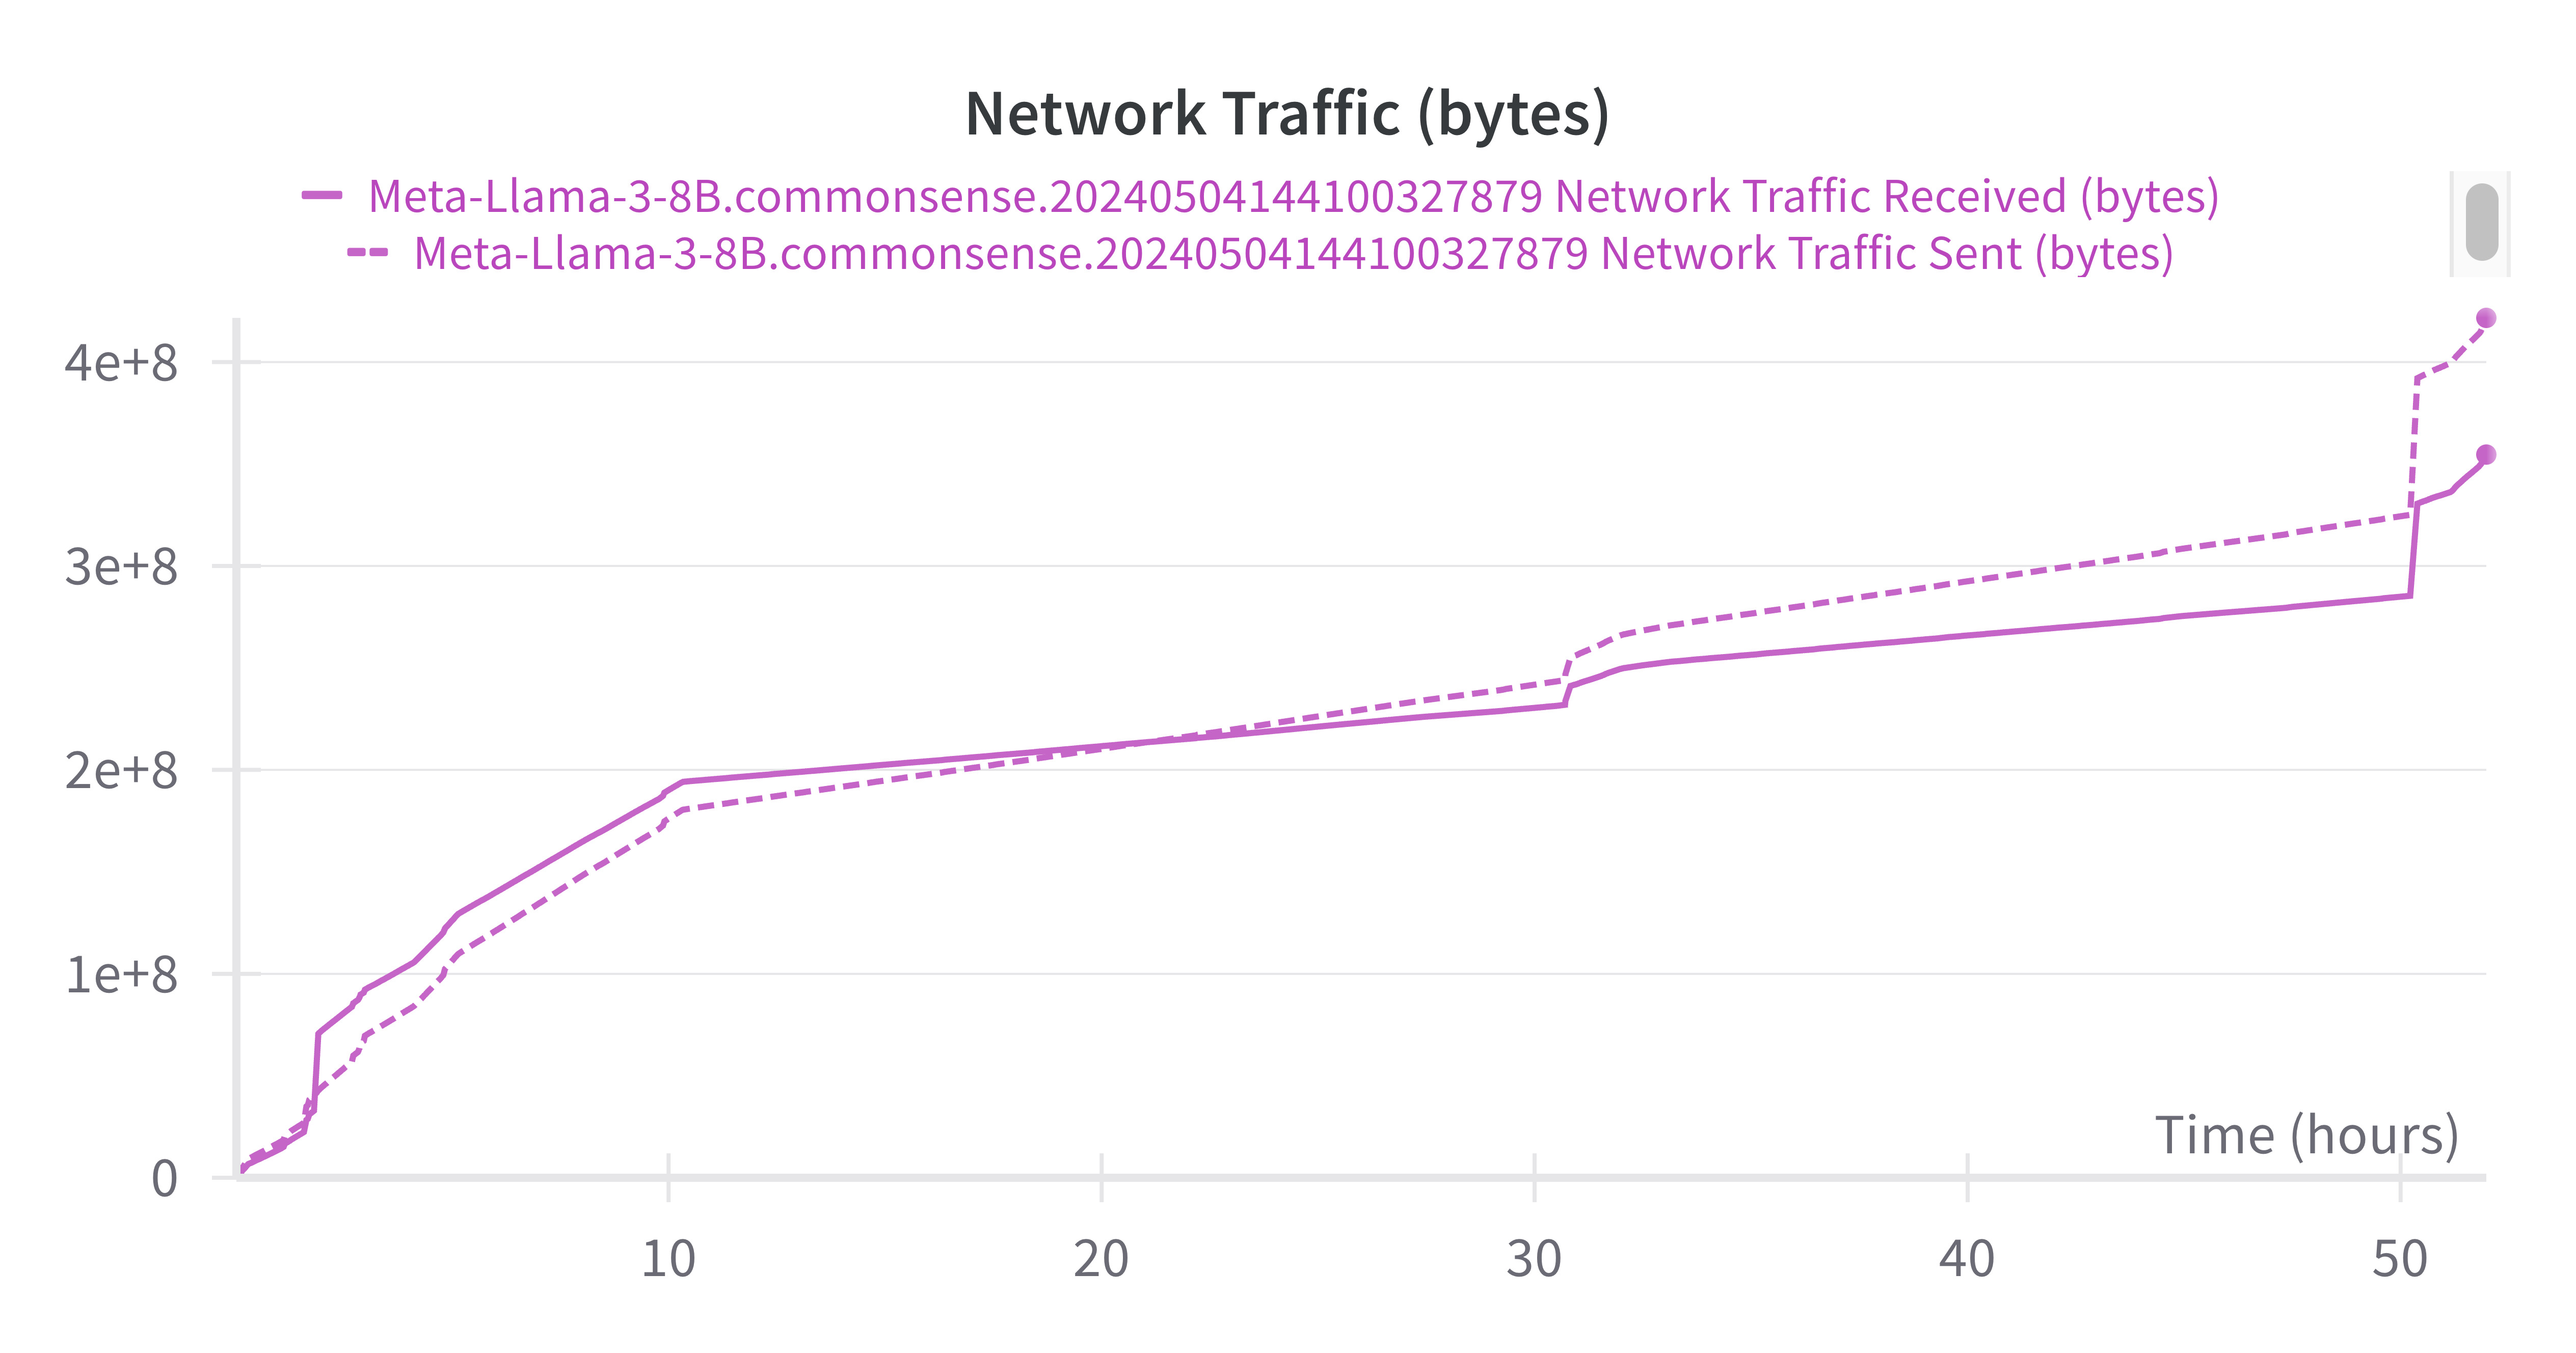 Network Traffic (bytes)
Meta-Llama-3-8B.commonsense.20240504144100327879 Network Traffic Received (bytes)
Meta-Llama-3-8B.commonsense.20240504144100327879 Network Traffic Sent (bytes)
4e+8
3e+8
2e+8
1e+8
0
Time (hours)
10 20 30 40 50